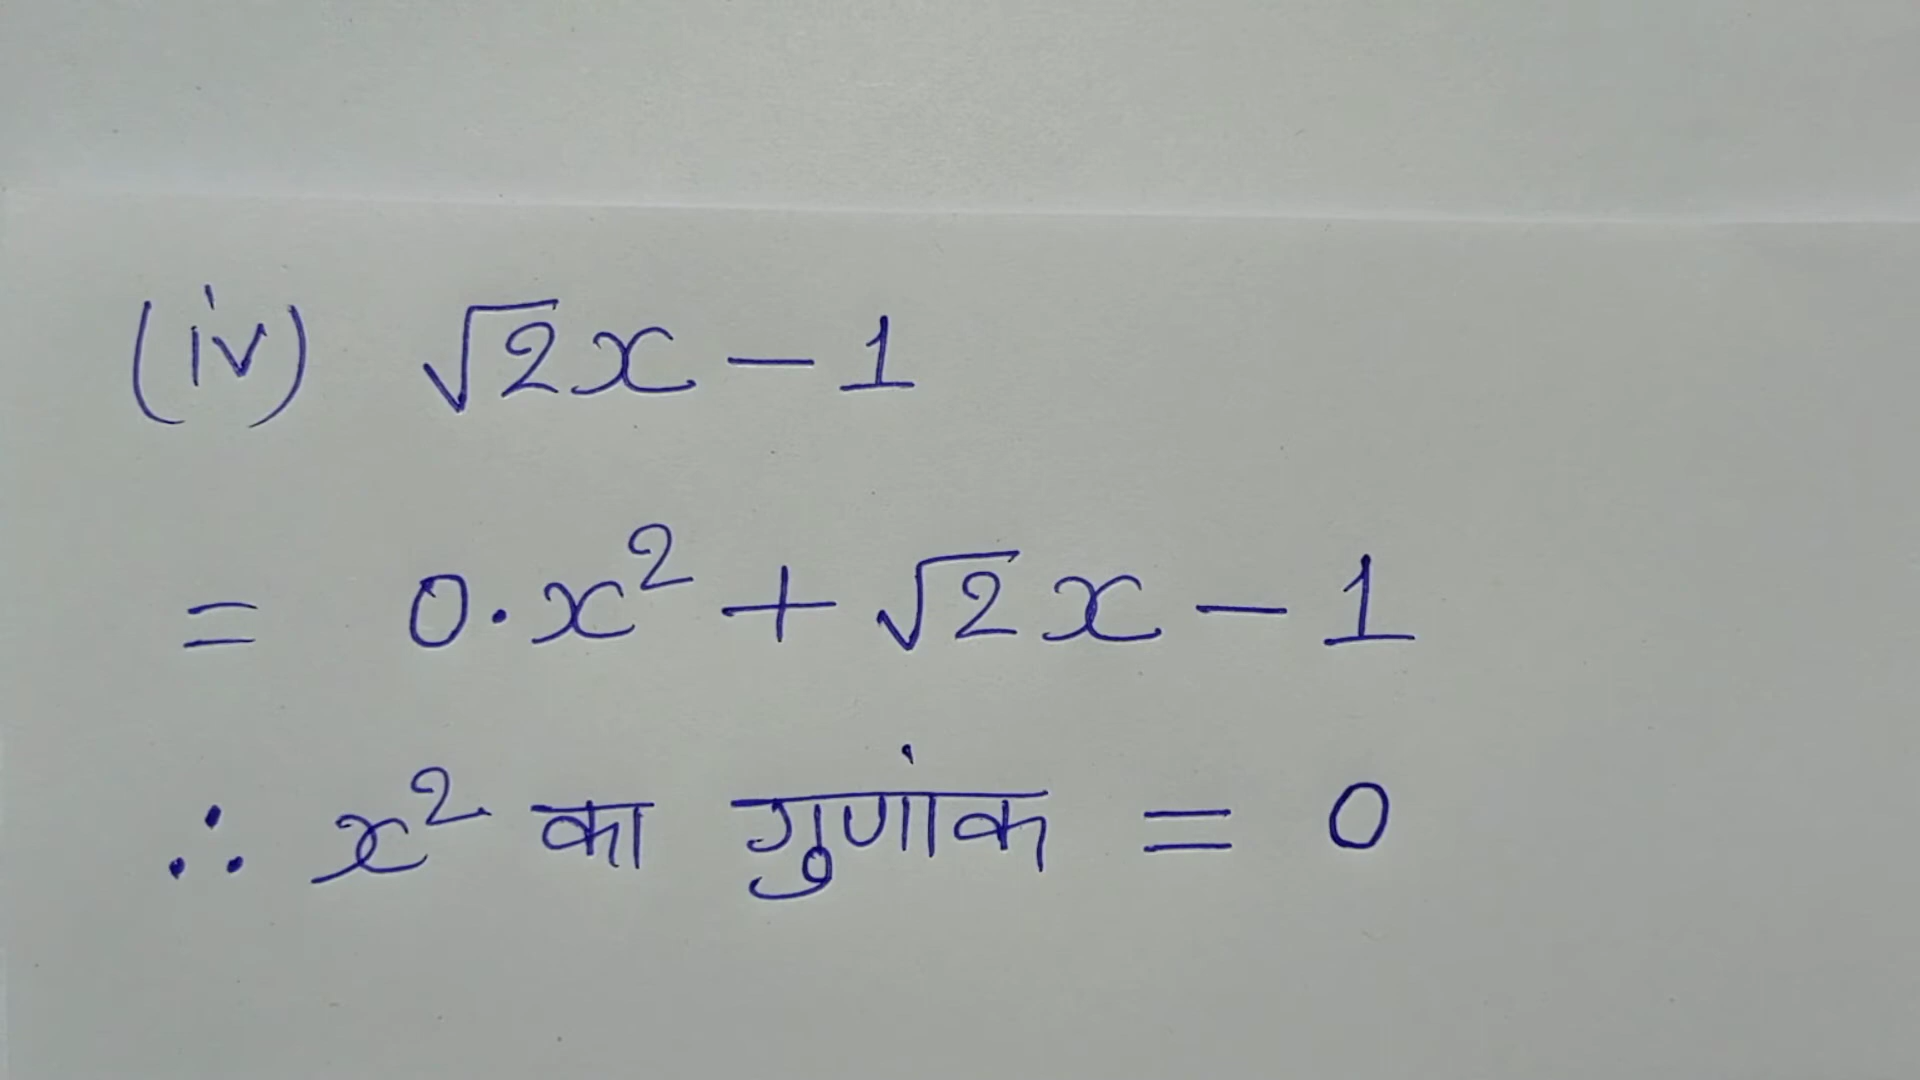 (iv) √2x − 1
= 0·x² + √2x − 1
∴ x² का गुणांक = 0